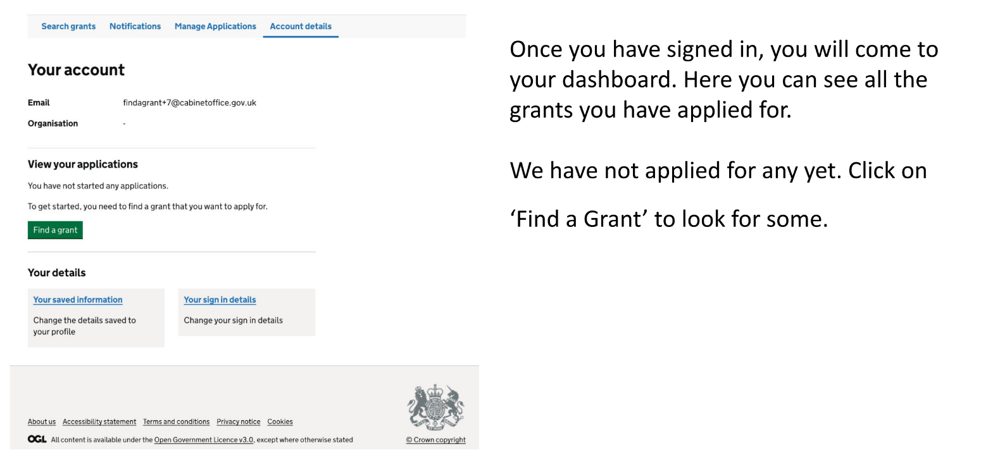 Search grants Notifications Manage Applications Account details
Your account
Email findagrant+7@cabinetoffice.gov.uk
Organisation -
View your applications
You have not started any applications.
To get started, you need to find a grant that you want to apply for.
Find a grant
Your details
Your saved information
Change the details saved to
your profile
Your sign in details
Change your sign in details
About us Accessibility statement Terms and conditions Privacy notice Cookies
OGL All content is available under the Open Government Licence v3.0, except where otherwise stated
© Crown copyright
Once you have signed in, you will come to
your dashboard. Here you can see all the
grants you have applied for.
We have not applied for any yet. Click on
‘Find a Grant’ to look for some.